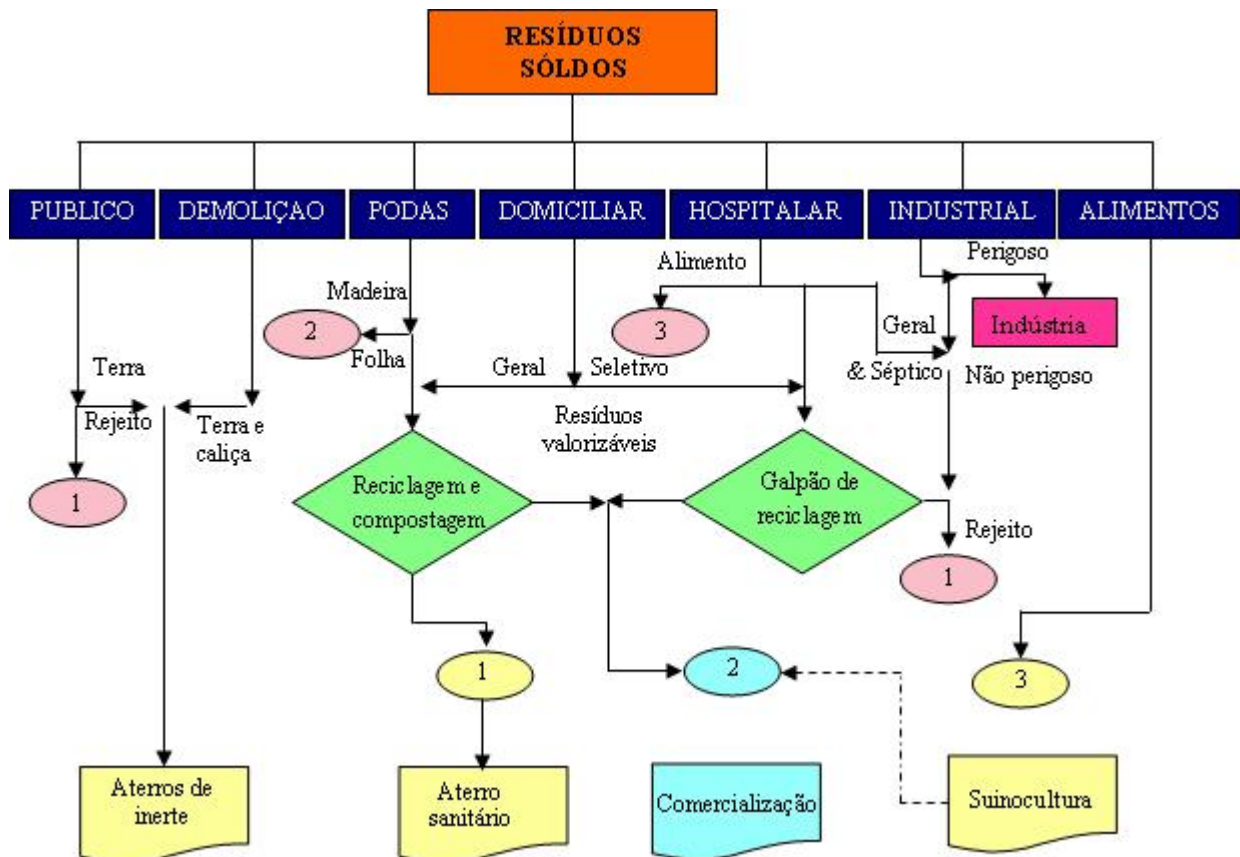 RESÍDUOS
SÓLDOS
PUBLICO
DEMOLIÇAO
PODAS
DOMICILIAR
HOSPITALAR
INDUSTRIAL
ALIMENTOS
Alimento
Perigoso
Madeira
2
3
Geral
Indústria
Folha
Terra
Geral
Seletivo
& Séptico
Não perigoso
Rejeito
Terra e
caliça
Resíduos
valorizáveis
1
Reciclagem e
compostagem
Galpão de
reciclagem
Rejeito
1
1
2
3
Aterros de
inerte
Aterro
sanitário
Comercialização
Suinocultura